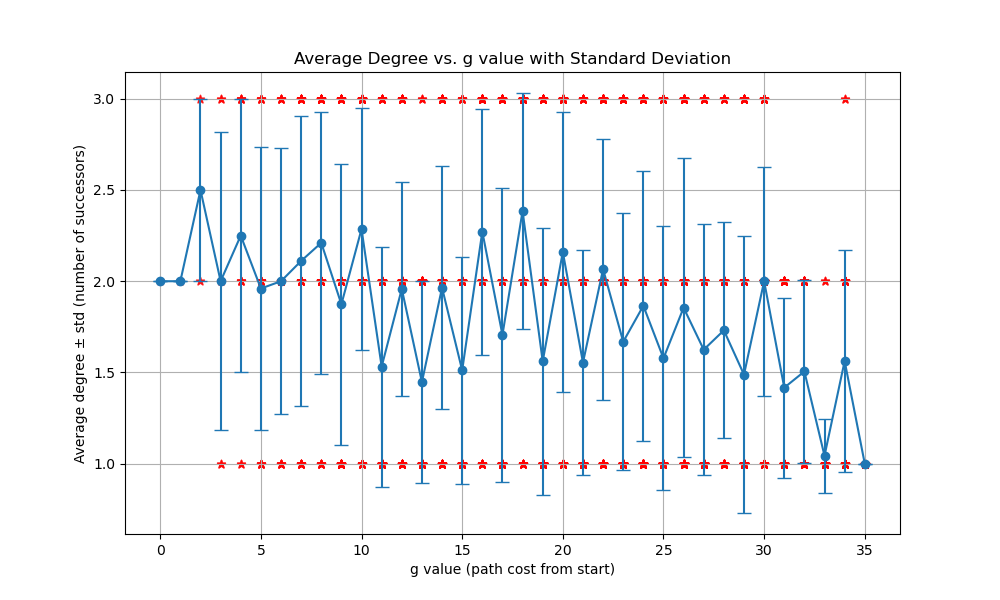 Average Degree vs. g value with Standard Deviation
Average degree ± std (number of successors)
3.0
2.5
2.0
1.5
1.0
0 5 10 15 20 25 30 35
g value (path cost from start)